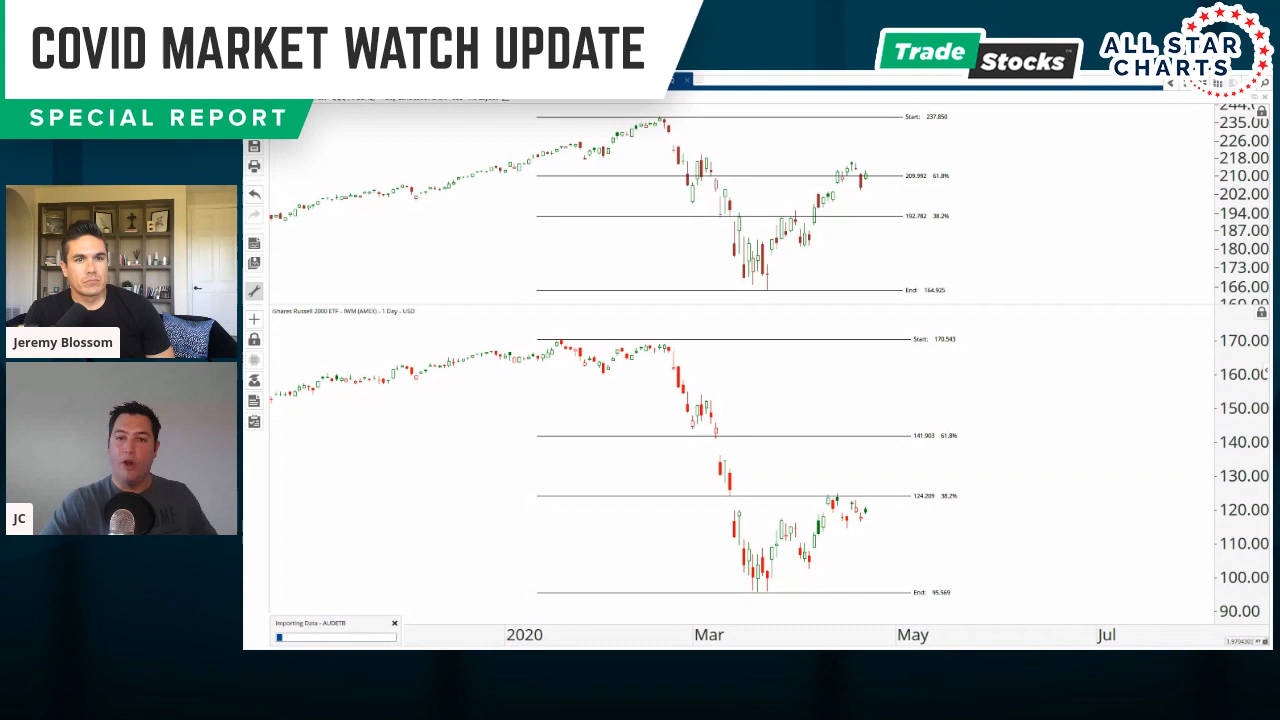 COVID MARKET WATCH UPDATE
SPECIAL REPORT
Trade
Stocks™
ALL STAR
CHARTS
Jeremy Blossom
JC
Start: 237.850
209.992 61.8%
192.782 38.2%
End: 164.925
244.
235.00
226.00
218.00
210.00
202.00
194.00
187.00
180.00
173.00
166.00
160.00
iShares Russell 2000 ETF - IWM (AMEX) - 1 Day - USD
Start: 170.543
141.903 61.8%
124.209 38.2%
End: 95.569
170.00
160.00
150.00
140.00
130.00
120.00
110.00
100.00
90.00
Importing Data - AUDETB
2020
Mar
May
Jul